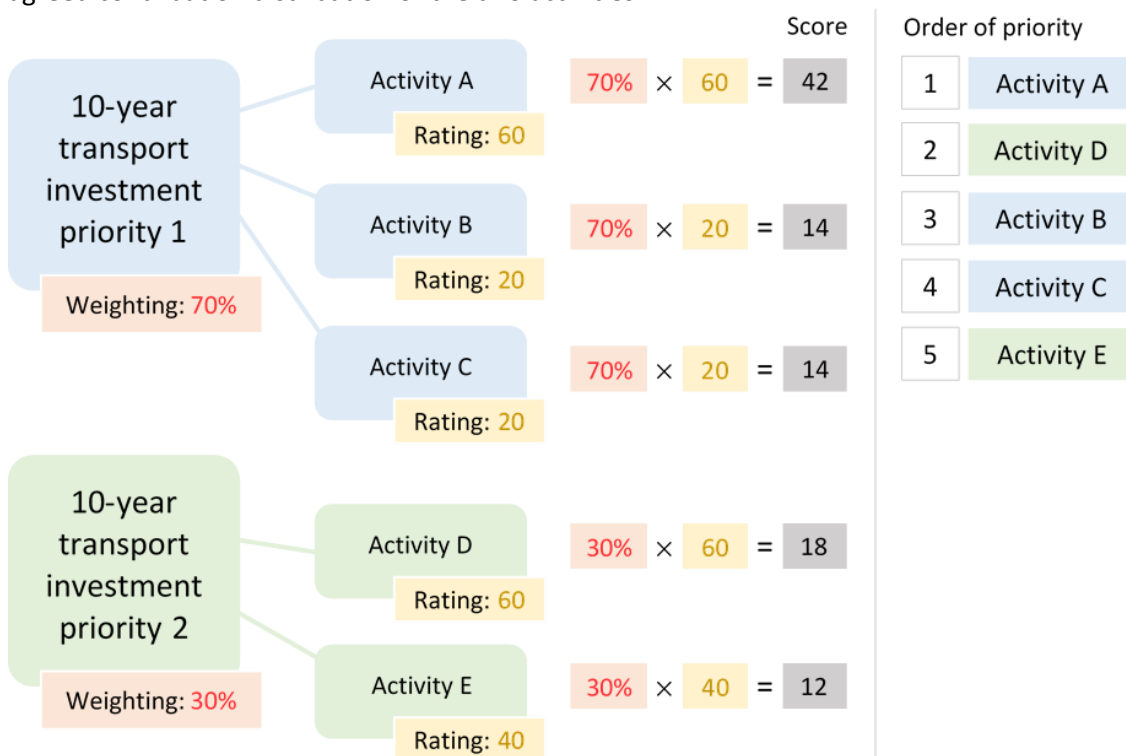 Score
Order of priority
10-year
transport
investment
priority 1
Weighting: 70%
Activity A
Rating: 60
70% × 60 = 42
Activity B
Rating: 20
70% × 20 = 14
Activity C
Rating: 20
70% × 20 = 14
10-year
transport
investment
priority 2
Weighting: 30%
Activity D
Rating: 60
30% × 60 = 18
Activity E
Rating: 40
30% × 40 = 12
1 Activity A
2 Activity D
3 Activity B
4 Activity C
5 Activity E